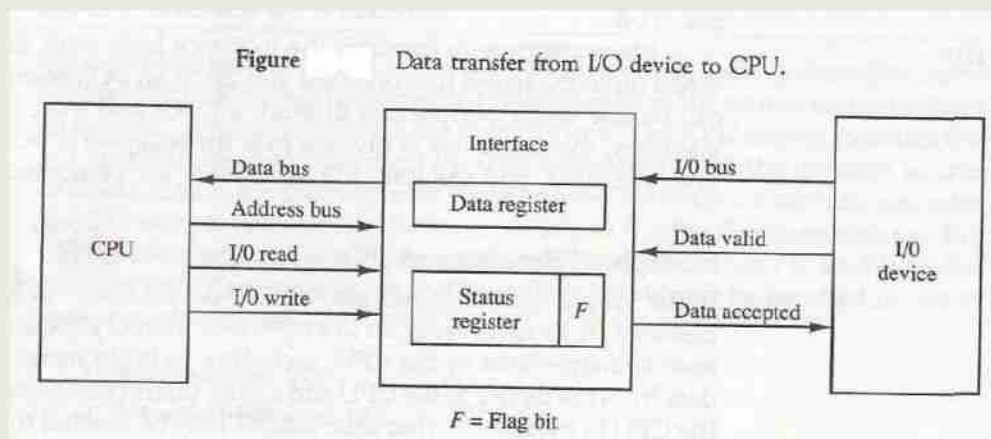 Figure Data transfer from I/O device to CPU.
Interface
Data bus
I/0 bus
Data register
Address bus
Data valid
CPU
I/0 read
I/0
device
I/0 write
Status
register
F
Data accepted
F = Flag bit